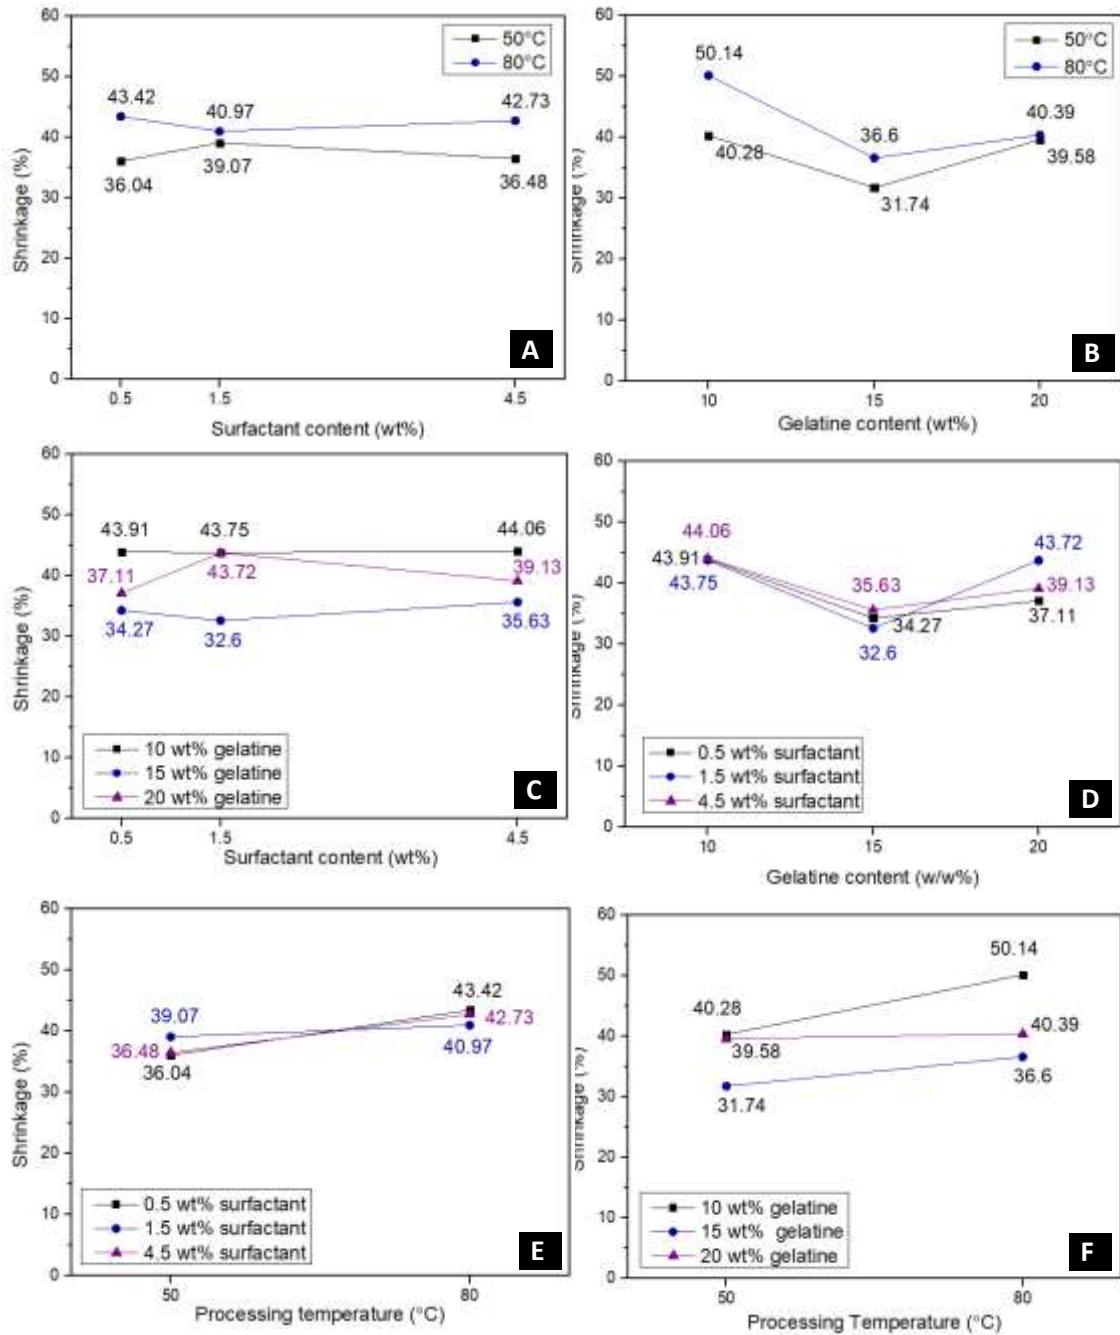 60
50°C
80°C
50
43.42
40.97
42.73
40
39.07
36.04
36.48
30
20
10
0
Shrinkage (%)
A
0.5
1.5
4.5
Surfactant content (wt%)
60
50°C
80°C
50.14
50
40.39
40
40.28
36.6
39.58
31.74
30
20
10
0
Shrinkage (%)
B
10
15
20
Gelatine content (wt%)
60
50
43.91
43.75
44.06
40
37.11
43.72
39.13
34.27
32.6
35.63
30
20
10
0
Shrinkage (%)
10 wt% gelatine
15 wt% gelatine
20 wt% gelatine
C
0.5
1.5
4.5
Surfactant content (wt%)
60
50
44.06
43.72
43.91
43.75
40
35.63
39.13
34.27
37.11
32.6
30
20
10
0
Shrinkage (%)
0.5 wt% surfactant
1.5 wt% surfactant
4.5 wt% surfactant
D
10
15
20
Gelatine content (w/w%)
60
50
43.42
39.07
42.73
40
36.48
40.97
36.04
30
20
10
0
Shrinkage (%)
0.5 wt% surfactant
1.5 wt% surfactant
4.5 wt% surfactant
E
50
80
Processing temperature (°C)
60
50.14
50
40.28
40.39
40
39.58
36.6
31.74
30
20
10
0
Shrinkage (%)
10 wt% gelatine
15 wt% gelatine
20 wt% gelatine
F
50
80
Processing Temperature (°C)